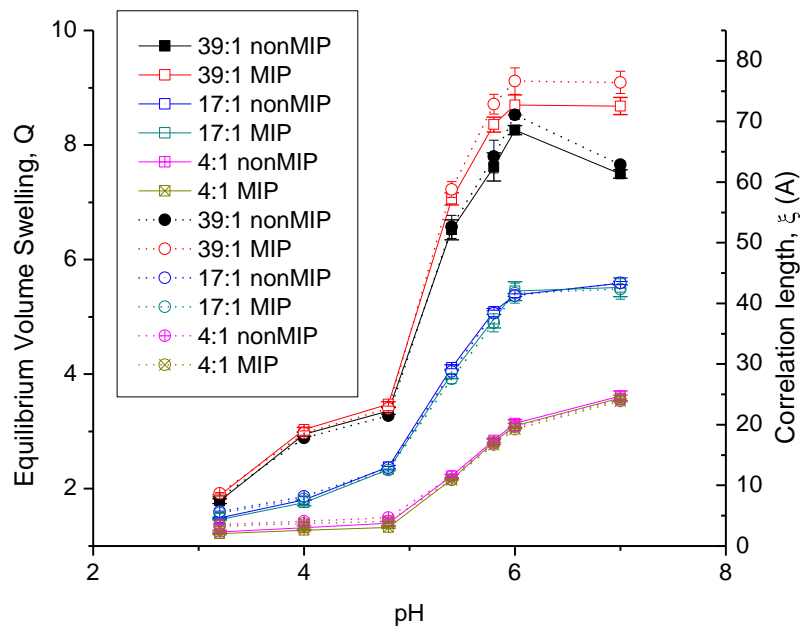 Equilibrium Volume Swelling, Q
10
8
6
4
2
39:1 nonMIP
39:1 MIP
17:1 nonMIP
17:1 MIP
4:1 nonMIP
4:1 MIP
39:1 nonMIP
39:1 MIP
17:1 nonMIP
17:1 MIP
4:1 nonMIP
4:1 MIP
80
70
60
50
40
30
20
10
0
Correlation length, ξ (A)
2 4 6 8
pH